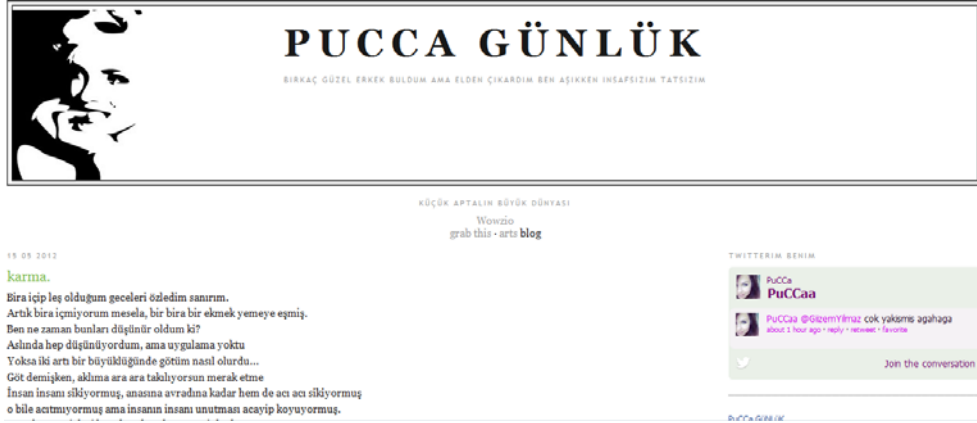 PUCCA GÜNLÜK
BIRKAÇ GÜZEL ERKEK BULDUM AMA ELDEN ÇIKARDIM BEN AŞIKKEN INSAFSIZIM TATSIZIM
KÜÇÜK APTALIN BÜYÜK DÜNYASI
Wowzio
grab this · arts blog
15 05 2012
karma.
Bira içip leş olduğum geceleri özledim sanırım.
Artık bira içmiyorum mesela, bir bira bir ekmek yemeye eşmiş.
Ben ne zaman bunları düşünür oldum ki?
Aslında hep düşünüyordum, ama uygulama yoktu
Yoksa iki artı bir büyüklüğünde götüm nasıl olurdu...
Göt demişken, aklıma ara ara takılıyorsun merak etme
İnsan insanı sikiyormuş, anasına avradına kadar hem de acı acı sikiyormuş
o bile acıtmıyormuş ama insanın insanı unutması acayip koyuyormuş.
TWITTERIM BENIM
PuCCa
PuCCaa
PuCCaa @GizemYilmaz cok yakismis agahaga
about 1 hour ago · reply · retweet · favorite
Join the conversation
PuCCa GÜNLÜK